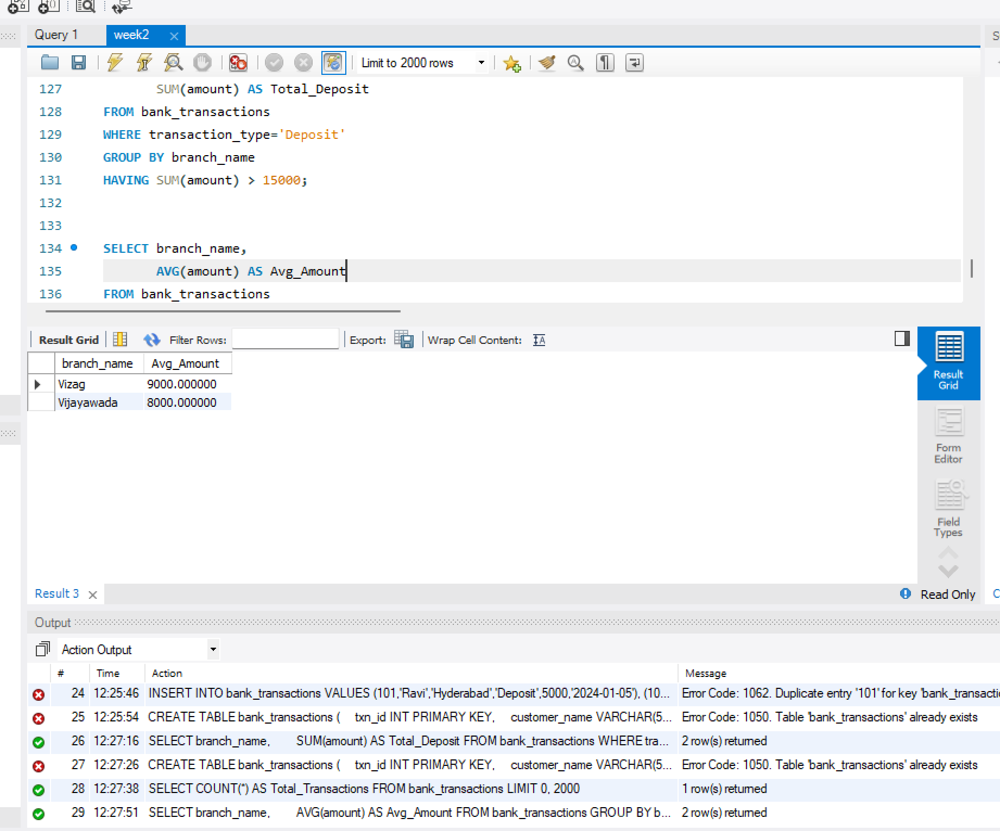 Query 1
week2
Limit to 2000 rows
127 SUM(amount) AS Total_Deposit
128 FROM bank_transactions
129 WHERE transaction_type='Deposit'
130 GROUP BY branch_name
131 HAVING SUM(amount) > 15000;
132
133
134 SELECT branch_name,
135 AVG(amount) AS Avg_Amount
136 FROM bank_transactions
Result Grid Filter Rows: Export: Wrap Cell Content:
branch_name Avg_Amount
Vizag 9000.000000
Vijayawada 8000.000000
Result
Grid
Form
Editor
Field
Types
Result 3
Read Only
Output
Action Output
# Time Action Message
24 12:25:46 INSERT INTO bank_transactions VALUES (101,'Ravi','Hyderabad','Deposit',5000,'2024-01-05'), (10... Error Code: 1062. Duplicate entry '101' for key 'bank_transacti
25 12:25:54 CREATE TABLE bank_transactions ( txn_id INT PRIMARY KEY, customer_name VARCHAR(5... Error Code: 1050. Table 'bank_transactions' already exists
26 12:27:16 SELECT branch_name, SUM(amount) AS Total_Deposit FROM bank_transactions WHERE tra... 2 row(s) returned
27 12:27:26 CREATE TABLE bank_transactions ( txn_id INT PRIMARY KEY, customer_name VARCHAR(5... Error Code: 1050. Table 'bank_transactions' already exists
28 12:27:38 SELECT COUNT(*) AS Total_Transactions FROM bank_transactions LIMIT 0, 2000 1 row(s) returned
29 12:27:51 SELECT branch_name, AVG(amount) AS Avg_Amount FROM bank_transactions GROUP BY b... 2 row(s) returned